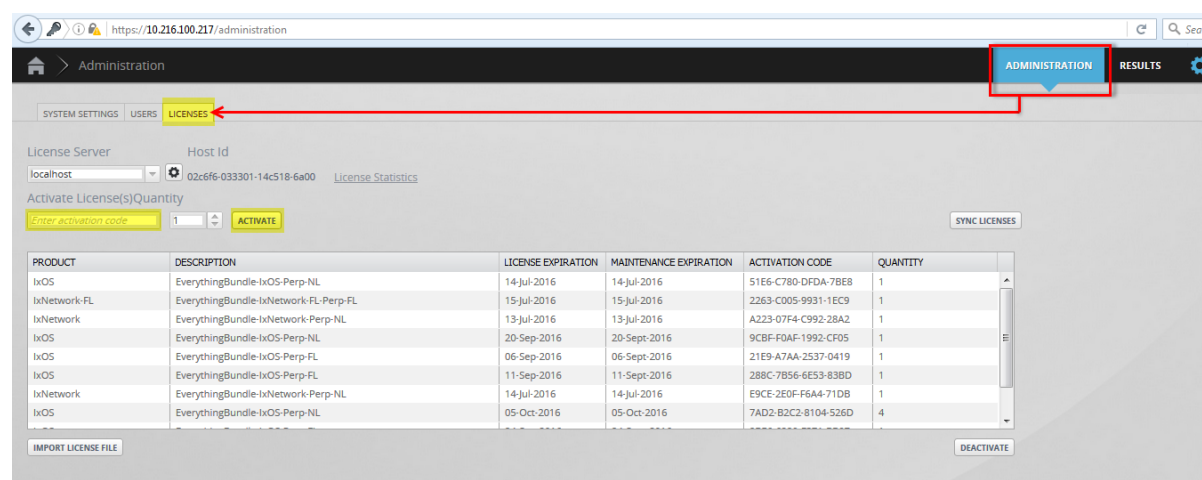 https://10.216.100.217/administration
Sea
Administration
ADMINISTRATION
RESULTS
SYSTEM SETTINGS USERS LICENSES
License Server Host Id
localhost 02c6f6-033301-14c518-6a00 License Statistics
Activate License(s)Quantity
Enter activation code 1 ACTIVATE SYNC LICENSES
PRODUCT DESCRIPTION LICENSE EXPIRATION MAINTENANCE EXPIRATION ACTIVATION CODE QUANTITY
IxOS EverythingBundle-IxOS-Perp-NL 14-Jul-2016 14-Jul-2016 51E6-C780-DFDA-7BE8 1
IxNetwork-FL EverythingBundle-IxNetwork-FL-Perp-FL 15-Jul-2016 15-Jul-2016 2263-C005-9931-1EC9 1
IxNetwork EverythingBundle-IxNetwork-Perp-NL 13-Jul-2016 13-Jul-2016 A223-07F4-C992-28A2 1
IxOS EverythingBundle-IxOS-Perp-NL 20-Sep-2016 20-Sept-2016 9CBF-F0AF-1992-CF05 1
IxOS EverythingBundle-IxOS-Perp-FL 06-Sep-2016 06-Sept-2016 21E9-A7AA-2537-0419 1
IxOS EverythingBundle-IxOS-Perp-FL 11-Sep-2016 11-Sept-2016 288C-7B56-6E53-83BD 1
IxNetwork EverythingBundle-IxNetwork-Perp-NL 14-Jul-2016 14-Jul-2016 E9CE-2E0F-F6A4-71DB 1
IxOS EverythingBundle-IxOS-Perp-NL 05-Oct-2016 05-Oct-2016 7AD2-B2C2-8104-526D 4
IMPORT LICENSE FILE DEACTIVATE